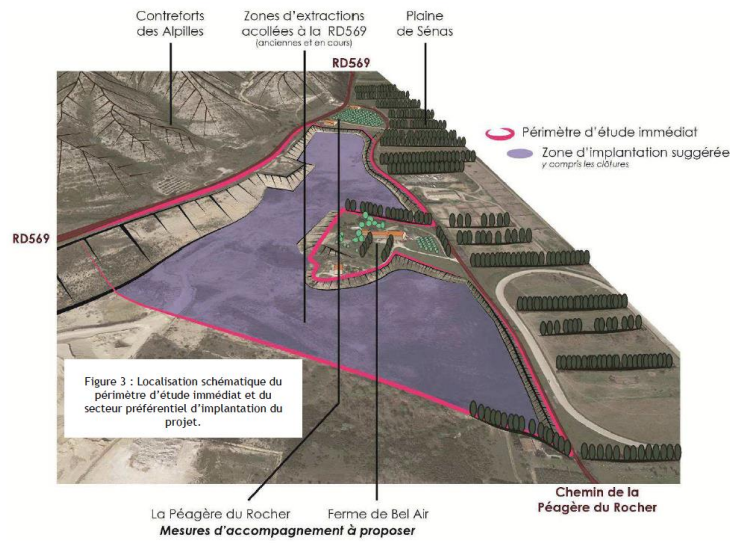 Contreforts
des Alpilles
Zones d'extractions
acollées à la RD569
(anciennes et en cours)
Plaine
de Sénas
RD569
Périmètre d'étude immédiat
Zone d'implantation suggérée
y compris les clôtures
RD569
Figure 3 : Localisation schématique du
périmètre d'étude immédiat et du
secteur préférentiel d'implantation du
projet.
Chemin de la
Péagère du Rocher
La Péagère du Rocher
Ferme de Bel Air
Mesures d'accompagnement à proposer